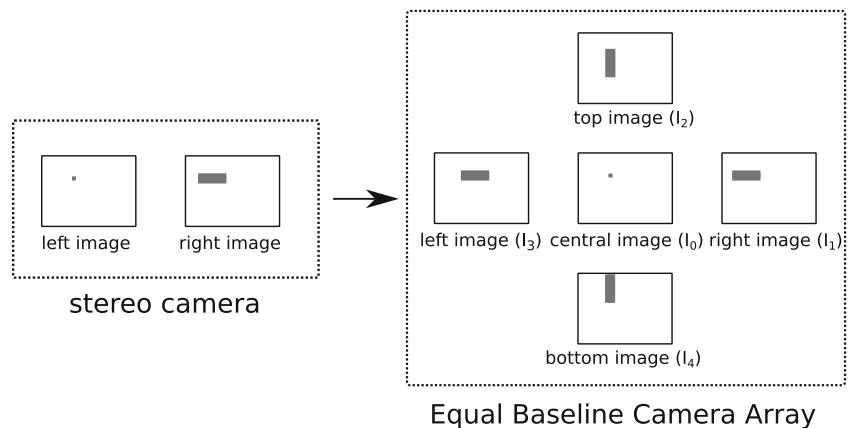 top image (I₂)
left image
right image
left image (I₃)
central image (I₀)
right image (I₁)
stereo camera
bottom image (I₄)
Equal Baseline Camera Array